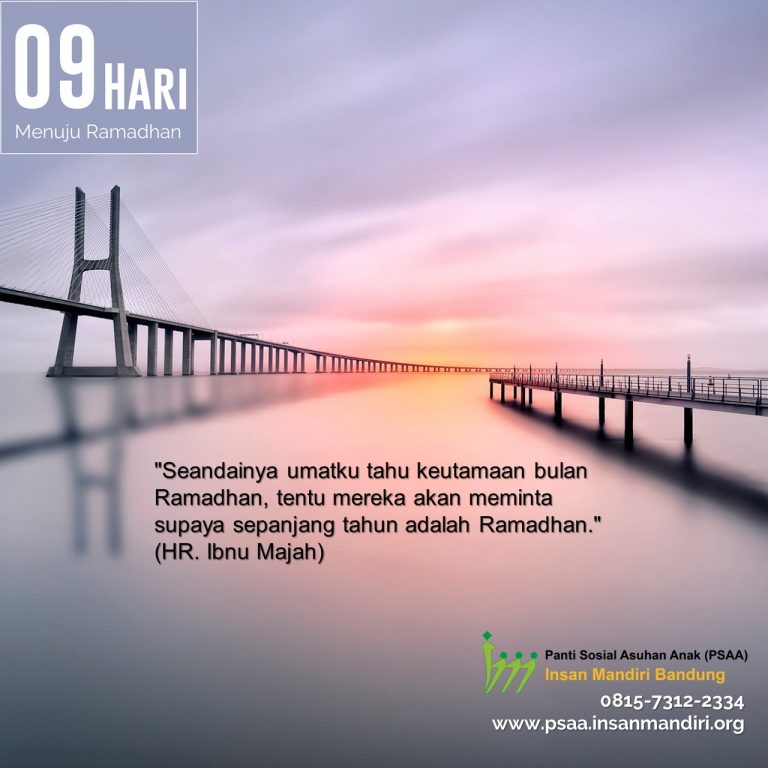 09 HARI
Menuju Ramadhan
"Seandainya umatku tahu keutamaan bulan
Ramadhan, tentu mereka akan meminta
supaya sepanjang tahun adalah Ramadhan."
(HR. Ibnu Majah)
Panti Sosial Asuhan Anak (PSAA)
Insan Mandiri Bandung
0815-7312-2334
www.psaa.insanmandiri.org